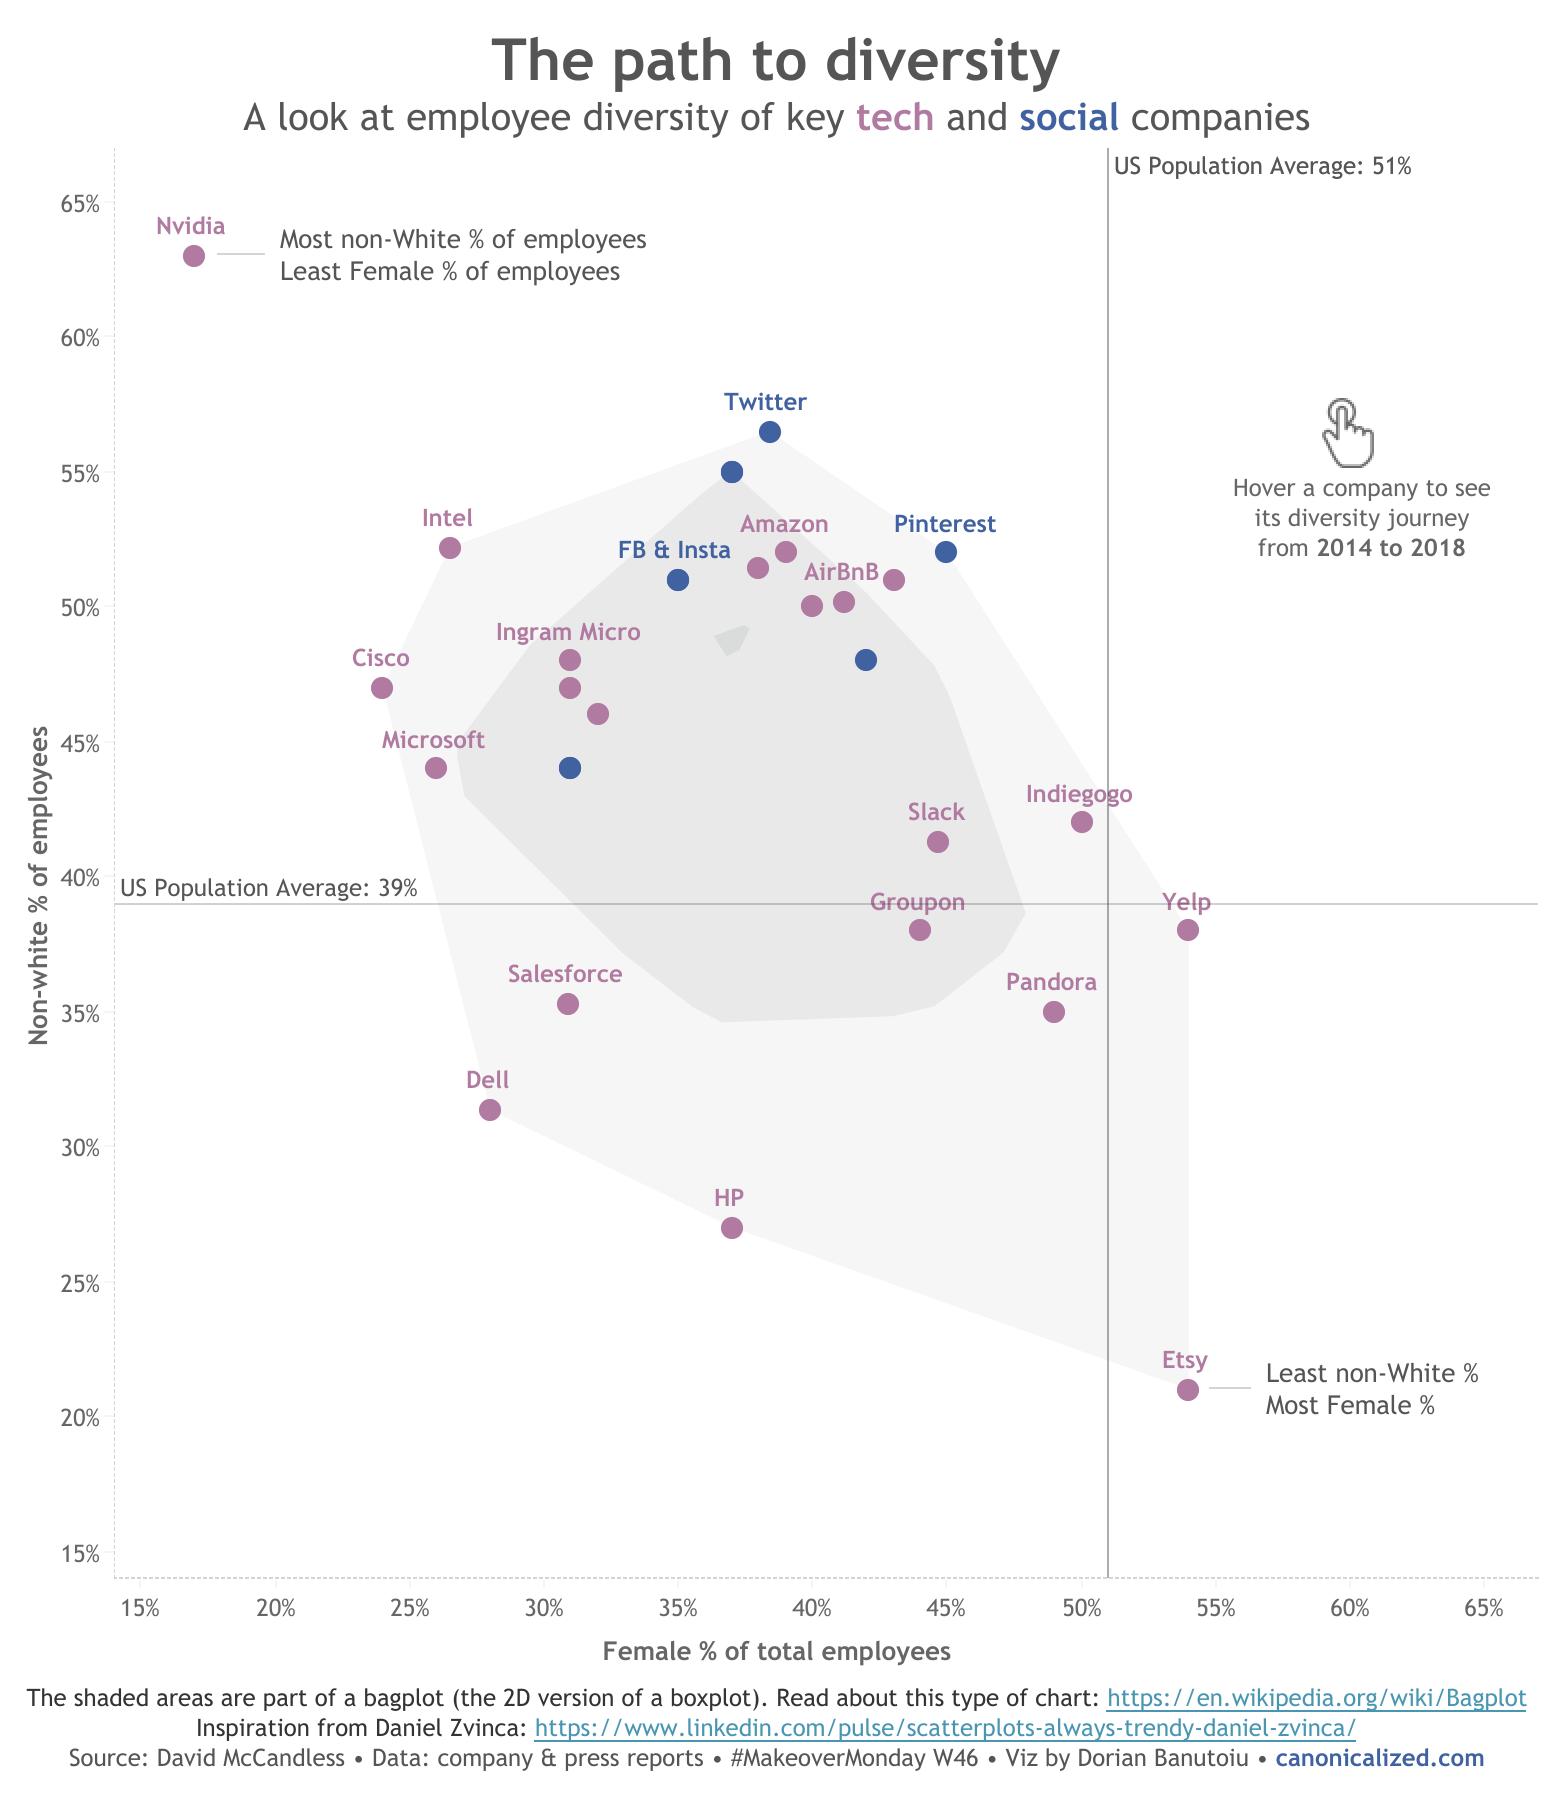 The path to diversity
A look at employee diversity of key tech and social companies
US Population Average: 51%
65%
Nvidia
Most non-White % of employees
Least Female % of employees
60%
Twitter
Hover a company to see
its diversity journey
from 2014 to 2018
55%
Intel
Amazon
Pinterest
FB & Insta
AirBnB
50%
Ingram Micro
Cisco
45%
Microsoft
Non-white % of employees
Indiegogo
Slack
40%
US Population Average: 39%
Groupon
Yelp
Salesforce
Pandora
35%
Dell
30%
HP
25%
Etsy
Least non-White %
Most Female %
20%
15%
15% 20% 25% 30% 35% 40% 45% 50% 55% 60% 65%
Female % of total employees
The shaded areas are part of a bagplot (the 2D version of a boxplot). Read about this type of chart: https://en.wikipedia.org/wiki/Bagplot
Inspiration from Daniel Zvinca: https://www.linkedin.com/pulse/scatterplots-always-trendy-daniel-zvinca/
Source: David McCandless • Data: company & press reports • #MakeoverMonday W46 • Viz by Dorian Banutoiu • canonicalized.com